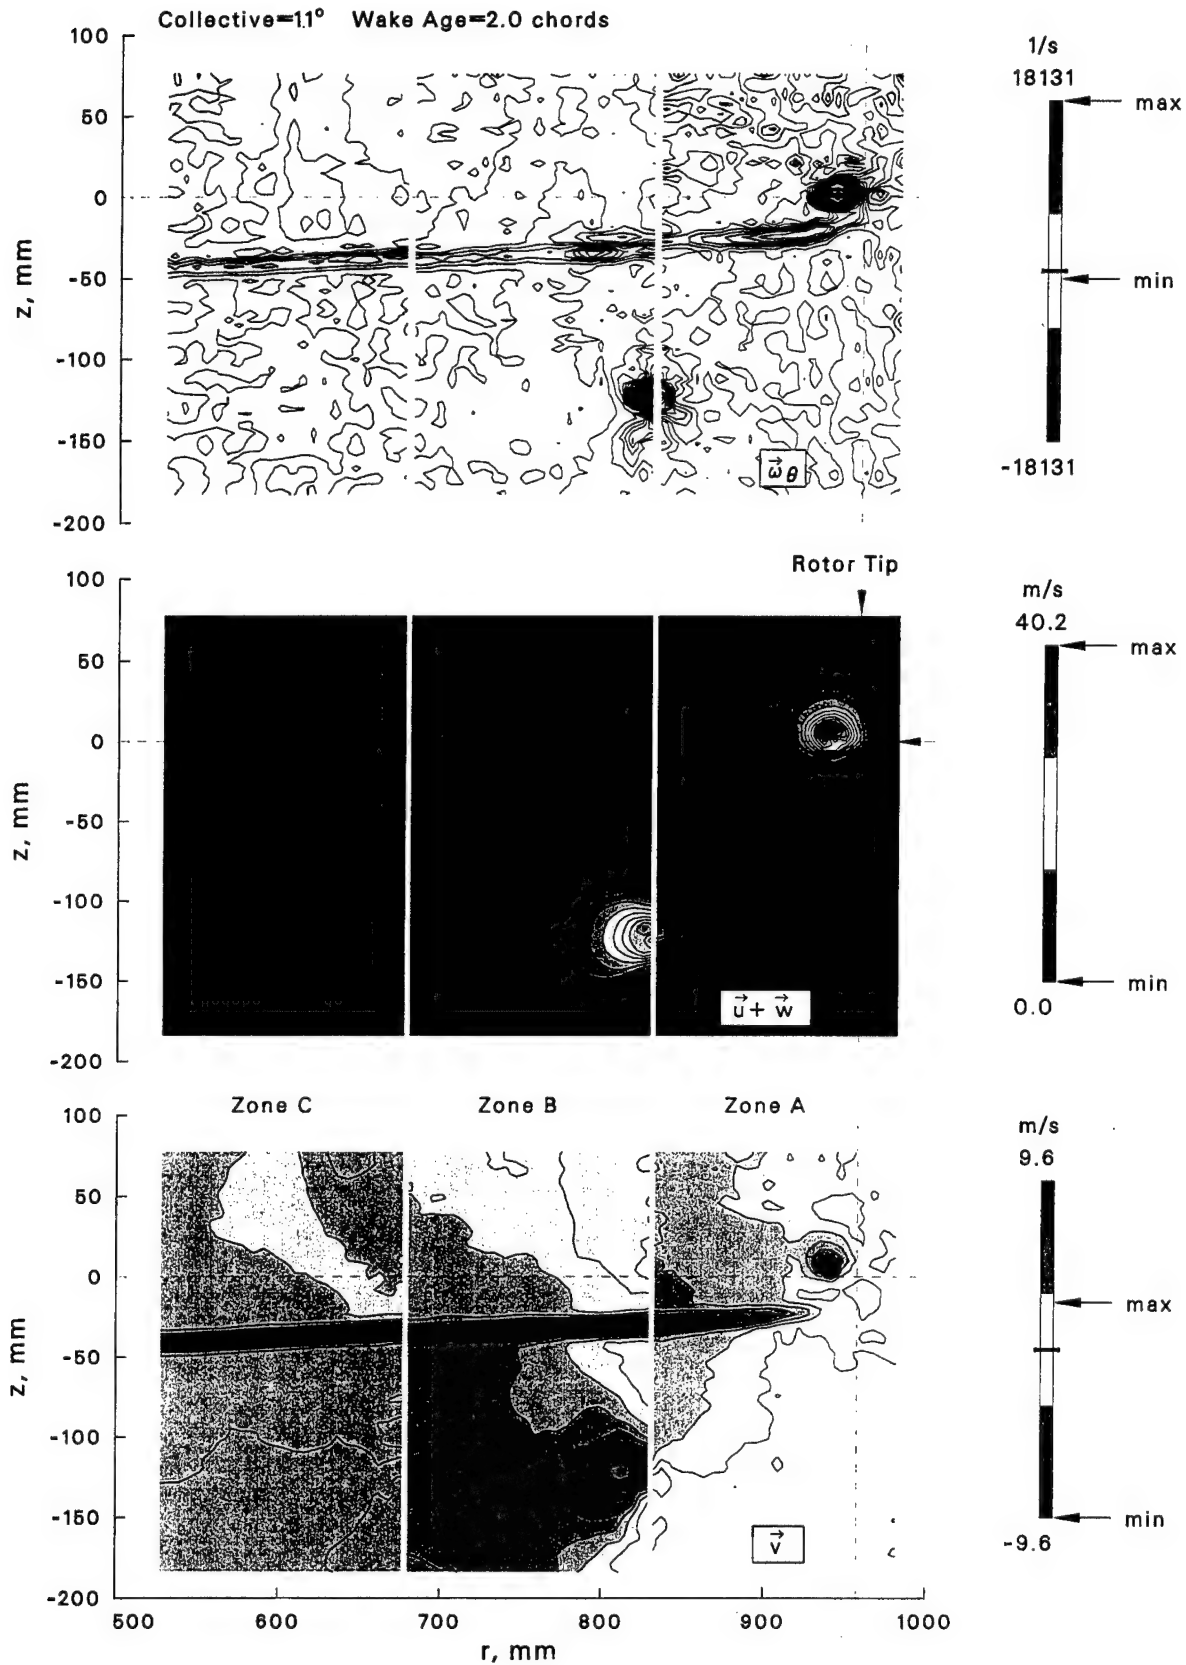 Collective=1.1° Wake Age=2.0 chords
100
50
0
-50
-100
-150
-200
z, mm
ω θ
1/s
18131
max
min
-18131
Rotor Tip
100
50
0
-50
-100
-150
-200
z, mm
u + w
m/s
40.2
max
min
0.0
Zone C Zone B Zone A
100
50
0
-50
-100
-150
-200
z, mm
v
m/s
9.6
max
min
-9.6
500 600 700 800 900 1000
r, mm